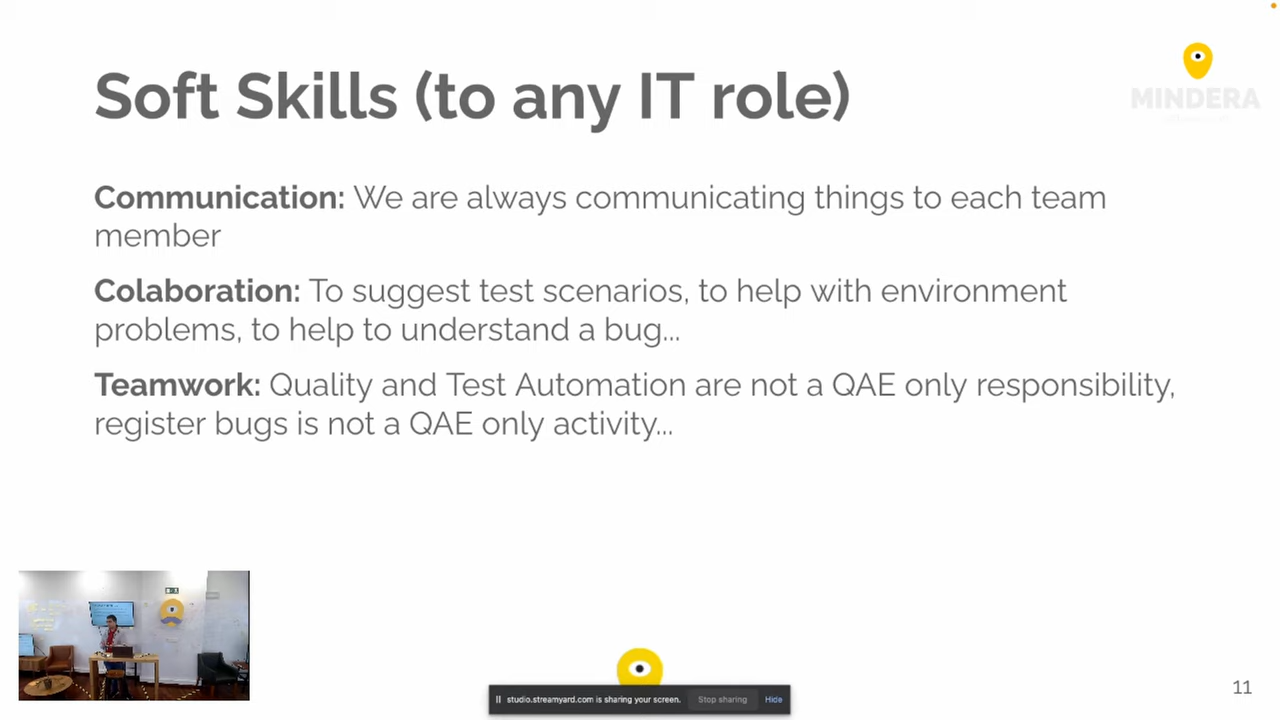 Soft Skills (to any IT role)
MINDERA
Communication: We are always communicating things to each team
member
Colaboration: To suggest test scenarios, to help with environment
problems, to help to understand a bug...
Teamwork: Quality and Test Automation are not a QAE only responsibility,
register bugs is not a QAE only activity...
studio.streamyard.com is sharing your screen.
Stop sharing
Hide
11